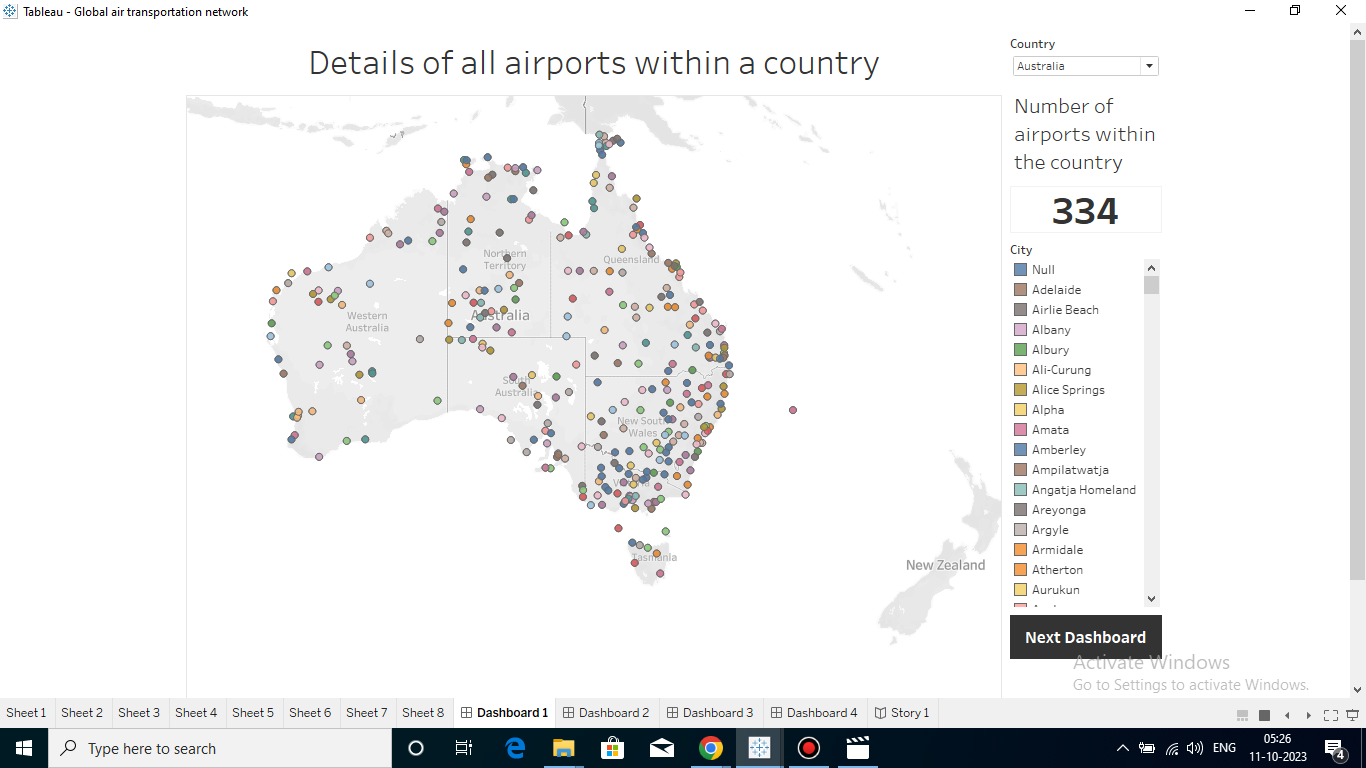 Tableau - Global air transportation network
Details of all airports within a country
Country
Australia
Number of
airports within
the country
334
City
Null
Adelaide
Airlie Beach
Albany
Albury
Ali-Curung
Alice Springs
Alpha
Amata
Amberley
Ampilatwatja
Angatja Homeland
Areyonga
Argyle
Armidale
Atherton
Aurukun
Northern
Territory
Queensland
Western
Australia
Australia
South
Australia
New South
Wales
Victoria
Tasmania
New Zealand
Next Dashboard
Activate Windows
Go to Settings to activate Windows.
Sheet 1 Sheet 2 Sheet 3 Sheet 4 Sheet 5 Sheet 6 Sheet 7 Sheet 8 Dashboard 1 Dashboard 2 Dashboard 3 Dashboard 4 Story 1
Type here to search
ENG
05:26
11-10-2023
4